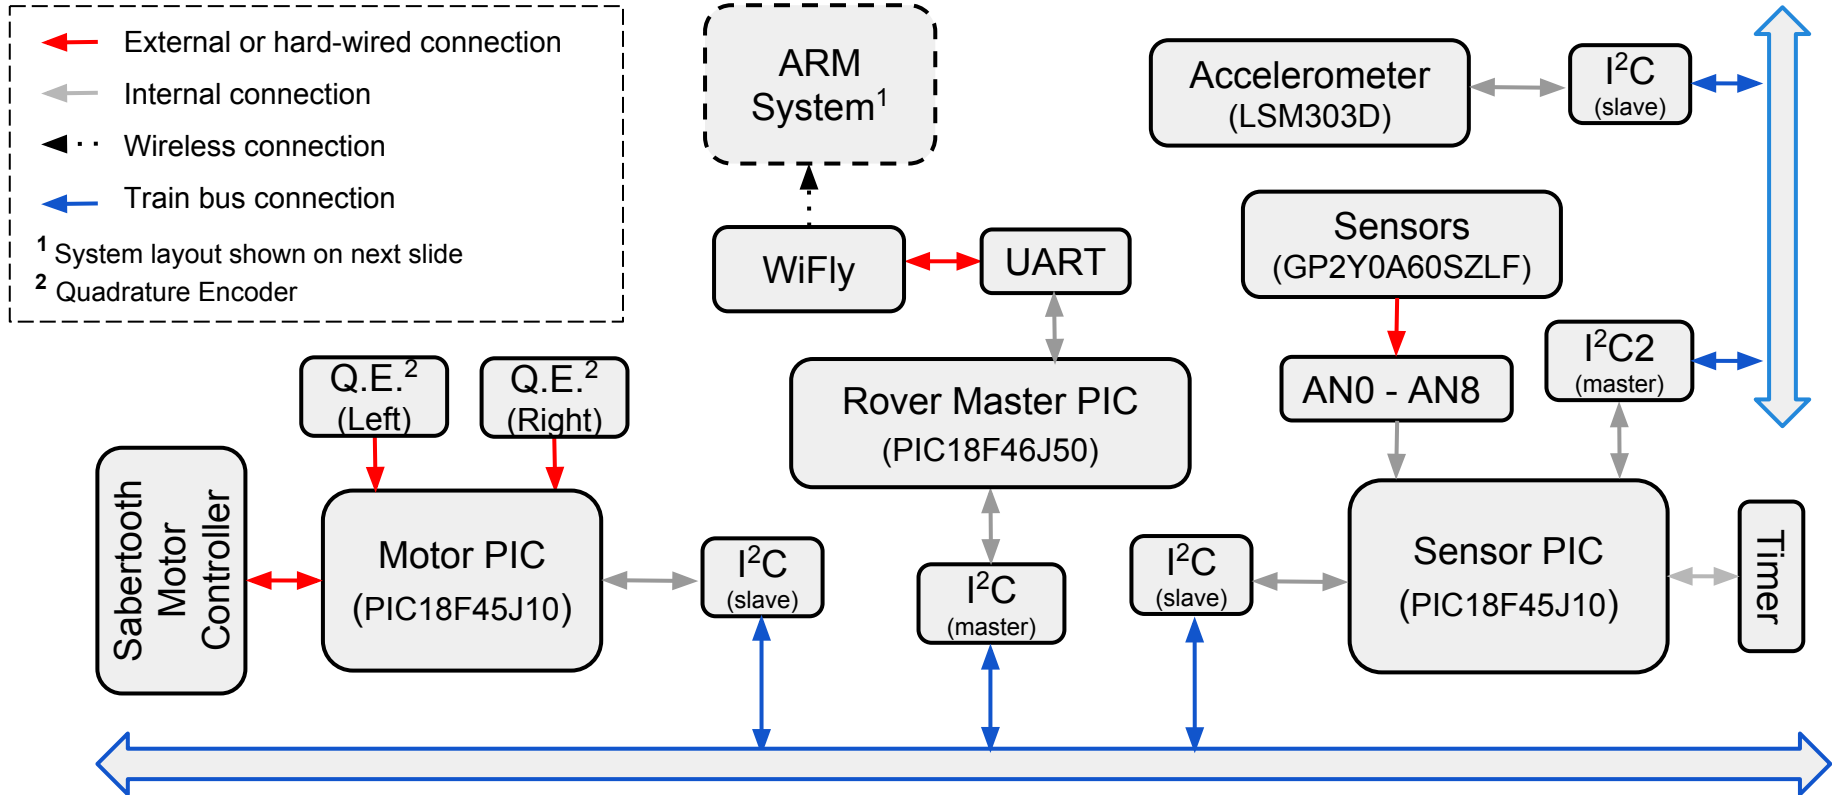 External or hard-wired connection
Internal connection
Wireless connection
Train bus connection
1 System layout shown on next slide
2 Quadrature Encoder
ARM
System1
Accelerometer
(LSM303D)
I2C
(slave)
WiFly
UART
Sensors
(GP2Y0A60SZLF)
Q.E.2
(Left)
Q.E.2
(Right)
Rover Master PIC
(PIC18F46J50)
AN0 - AN8
I2C2
(master)
Sabertooth
Motor
Controller
Motor PIC
(PIC18F45J10)
I2C
(slave)
I2C
(master)
I2C
(slave)
Sensor PIC
(PIC18F45J10)
Timer